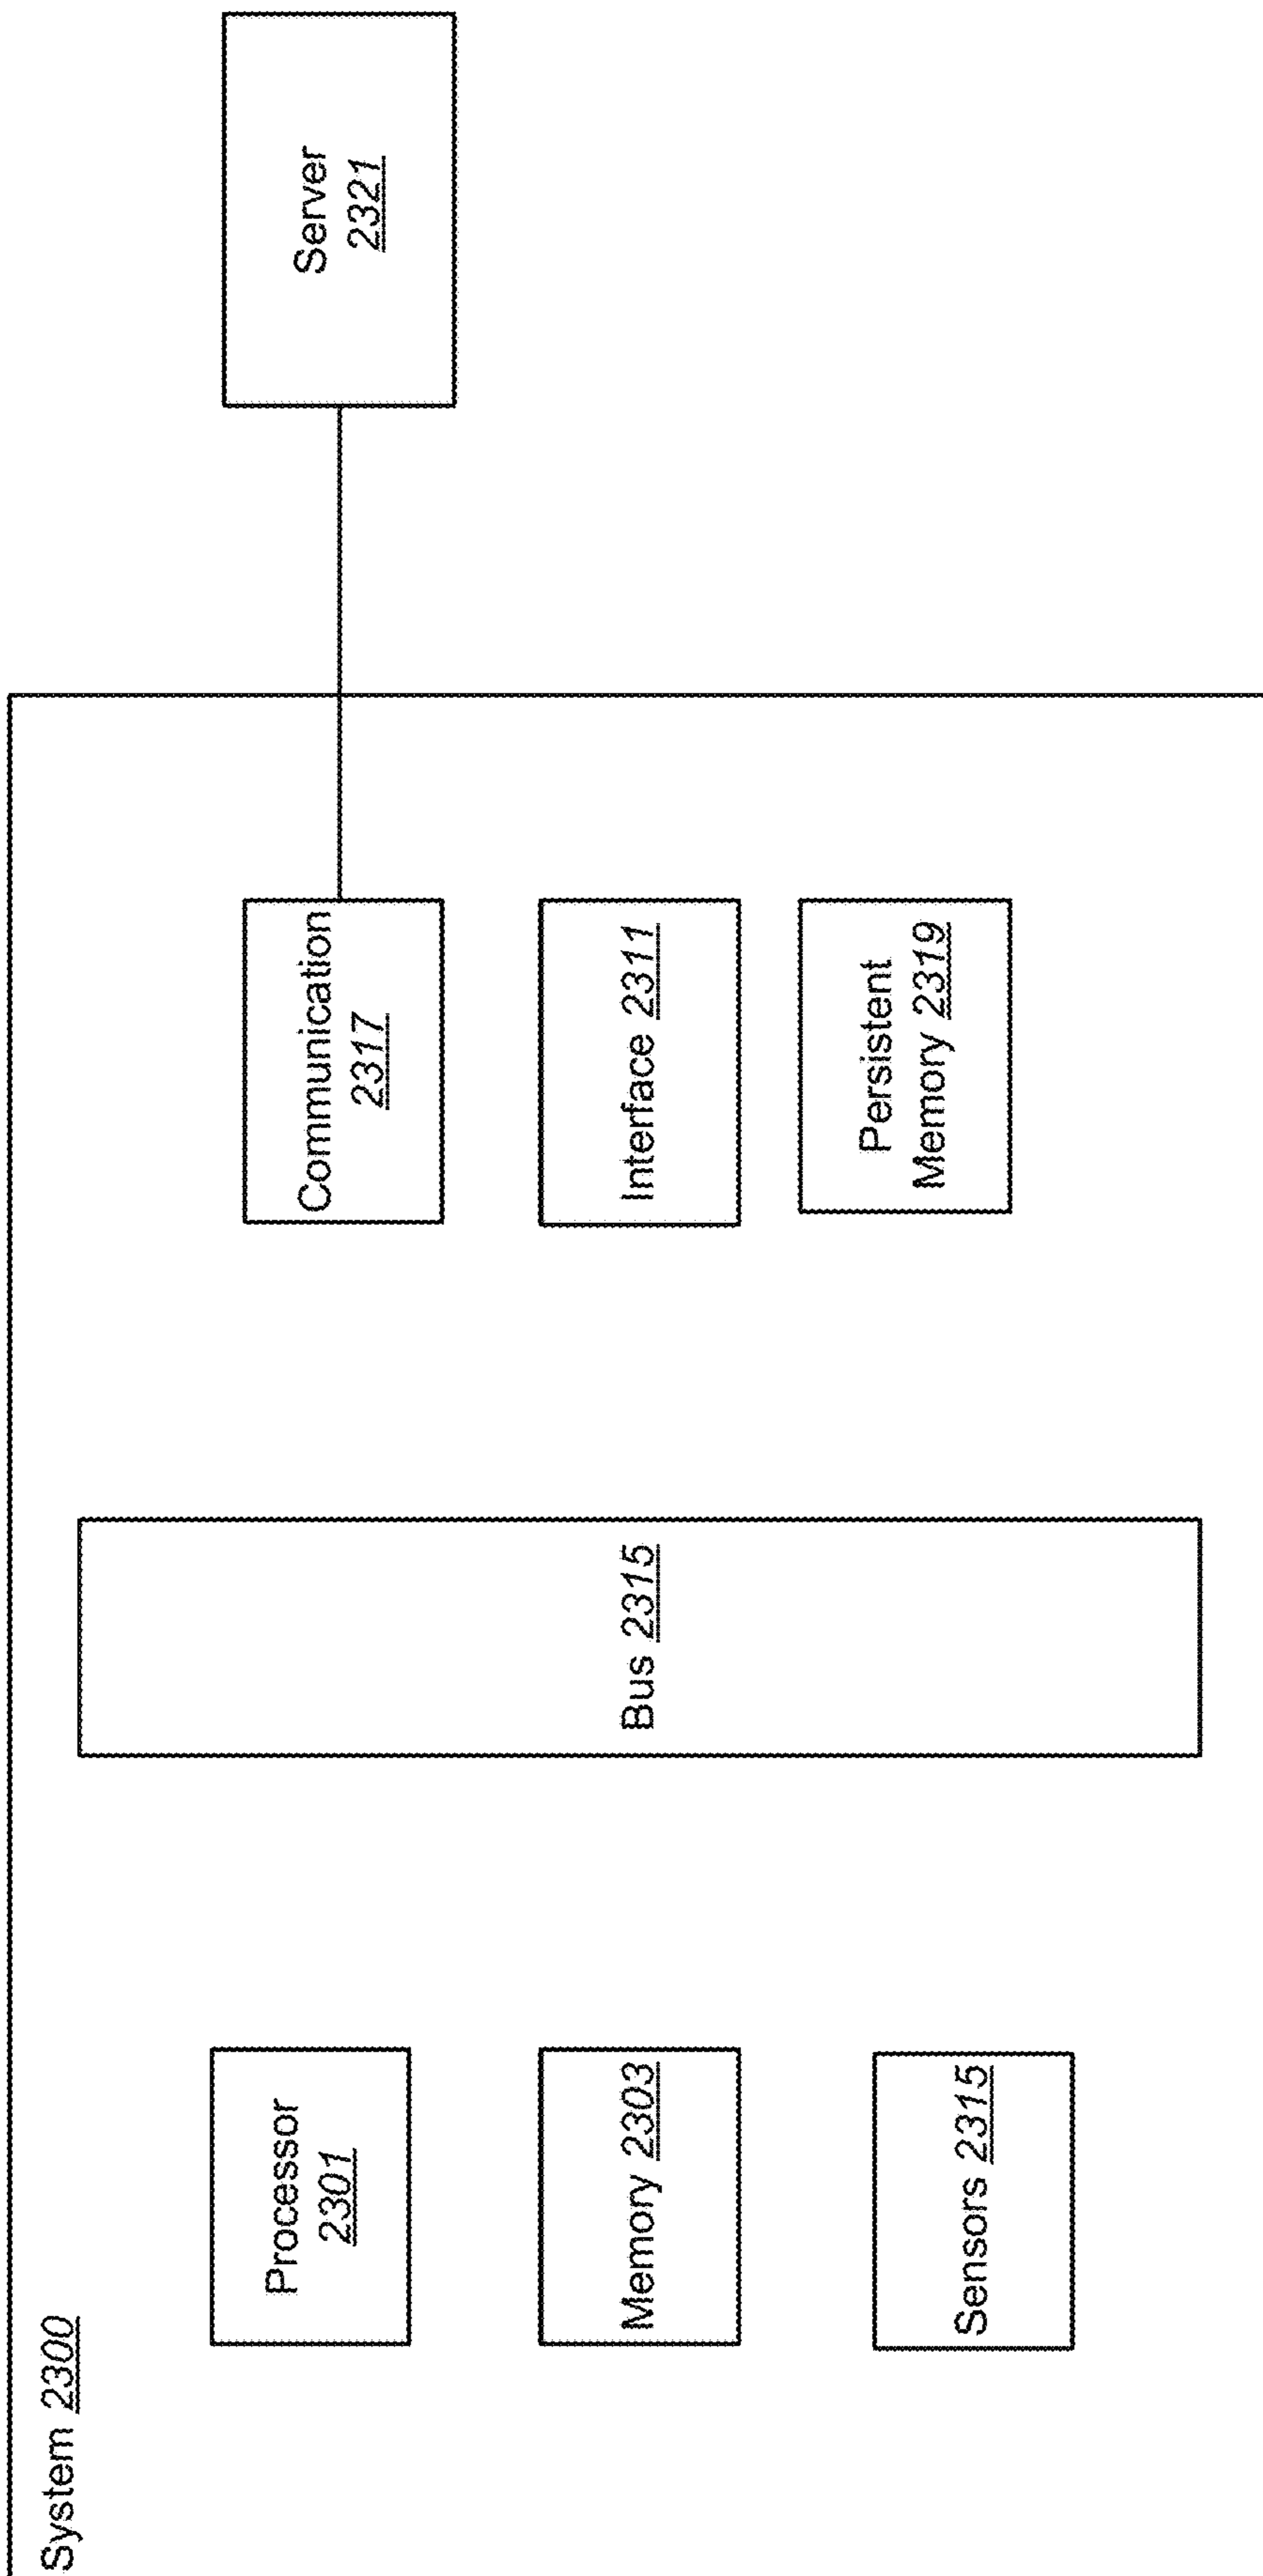 System 2300
Processor
2301
Memory 2303
Sensors 2315
Bus 2315
Communication
2317
Interface 2311
Persistent
Memory 2319
Server
2321